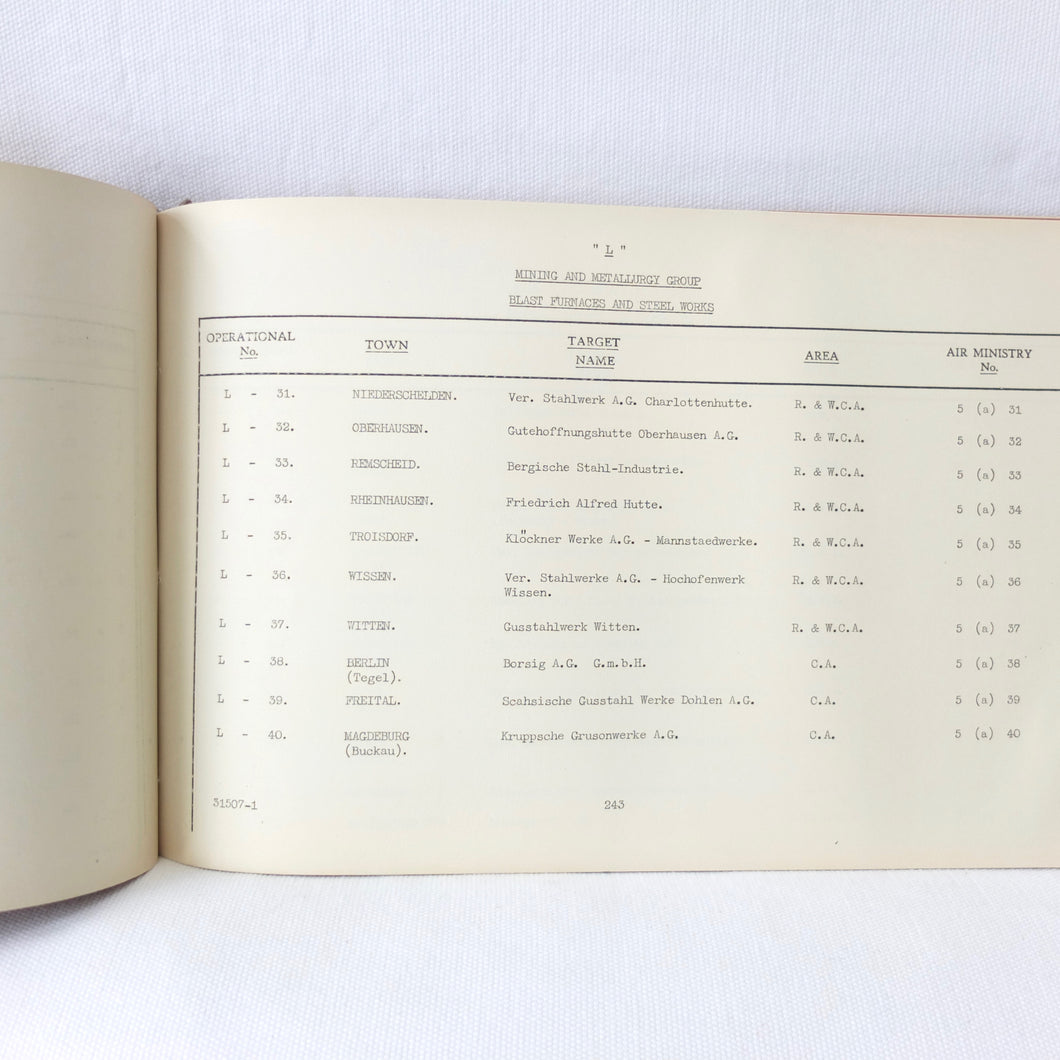 " L "
MINING AND METALLURGY GROUP
BLAST FURNACES AND STEEL WORKS
OPERATIONAL No. TOWN TARGET NAME AREA AIR MINISTRY No.
L - 31. NIEDERSCHELDEN. Ver. Stahlwerk A.G. Charlottenhutte. R. & W.C.A. 5 (a) 31
L - 32. OBERHAUSEN. Gutehoffnungshutte Oberhausen A.G. R. & W.C.A. 5 (a) 32
L - 33. REMSCHEID. Bergische Stahl-Industrie. R. & W.C.A. 5 (a) 33
L - 34. RHEINHAUSEN. Friedrich Alfred Hutte. R. & W.C.A. 5 (a) 34
L - 35. TROISDORF. Klöckner Werke A.G. - Mannstaedwerke. R. & W.C.A. 5 (a) 35
L - 36. WISSEN. Ver. Stahlwerke A.G. - Hochofenwerk R. & W.C.A. 5 (a) 36
Wissen.
L - 37. WITTEN. Gusstahlwerk Witten. R. & W.C.A. 5 (a) 37
L - 38. BERLIN Borsig A.G. G.m.b.H. C.A. 5 (a) 38
(Tegel).
L - 39. FREITAL. Scahsische Gusstahl Werke Dohlen A.G. C.A. 5 (a) 39
L - 40. MAGDEBURG Kruppsche Grusonwerke A.G. C.A. 5 (a) 40
(Buckau).
31507-1 243